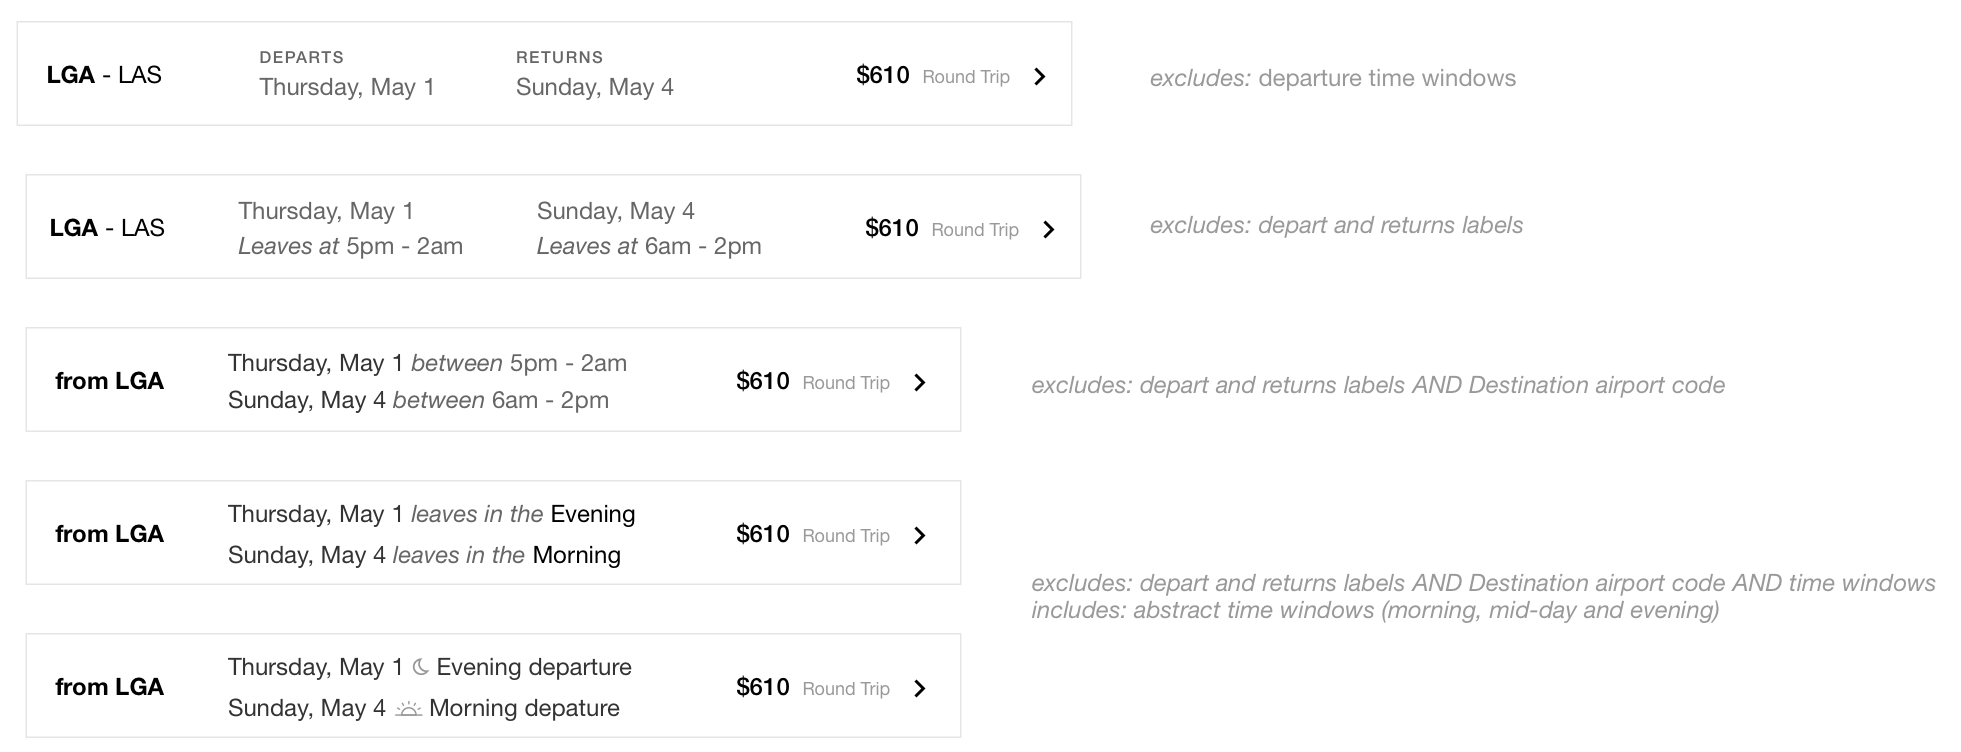 LGA - LAS
DEPARTS
Thursday, May 1
RETURNS
Sunday, May 4
$610 Round Trip
excludes: departure time windows
LGA - LAS
Thursday, May 1
Leaves at 5pm - 2am
Sunday, May 4
Leaves at 6am - 2pm
$610 Round Trip
excludes: depart and returns labels
from LGA
Thursday, May 1 between 5pm - 2am
Sunday, May 4 between 6am - 2pm
$610 Round Trip
excludes: depart and returns labels AND Destination airport code
from LGA
Thursday, May 1 leaves in the Evening
Sunday, May 4 leaves in the Morning
$610 Round Trip
excludes: depart and returns labels AND Destination airport code AND time windows
includes: abstract time windows (morning, mid-day and evening)
from LGA
Thursday, May 1 Evening departure
Sunday, May 4 Morning depature
$610 Round Trip